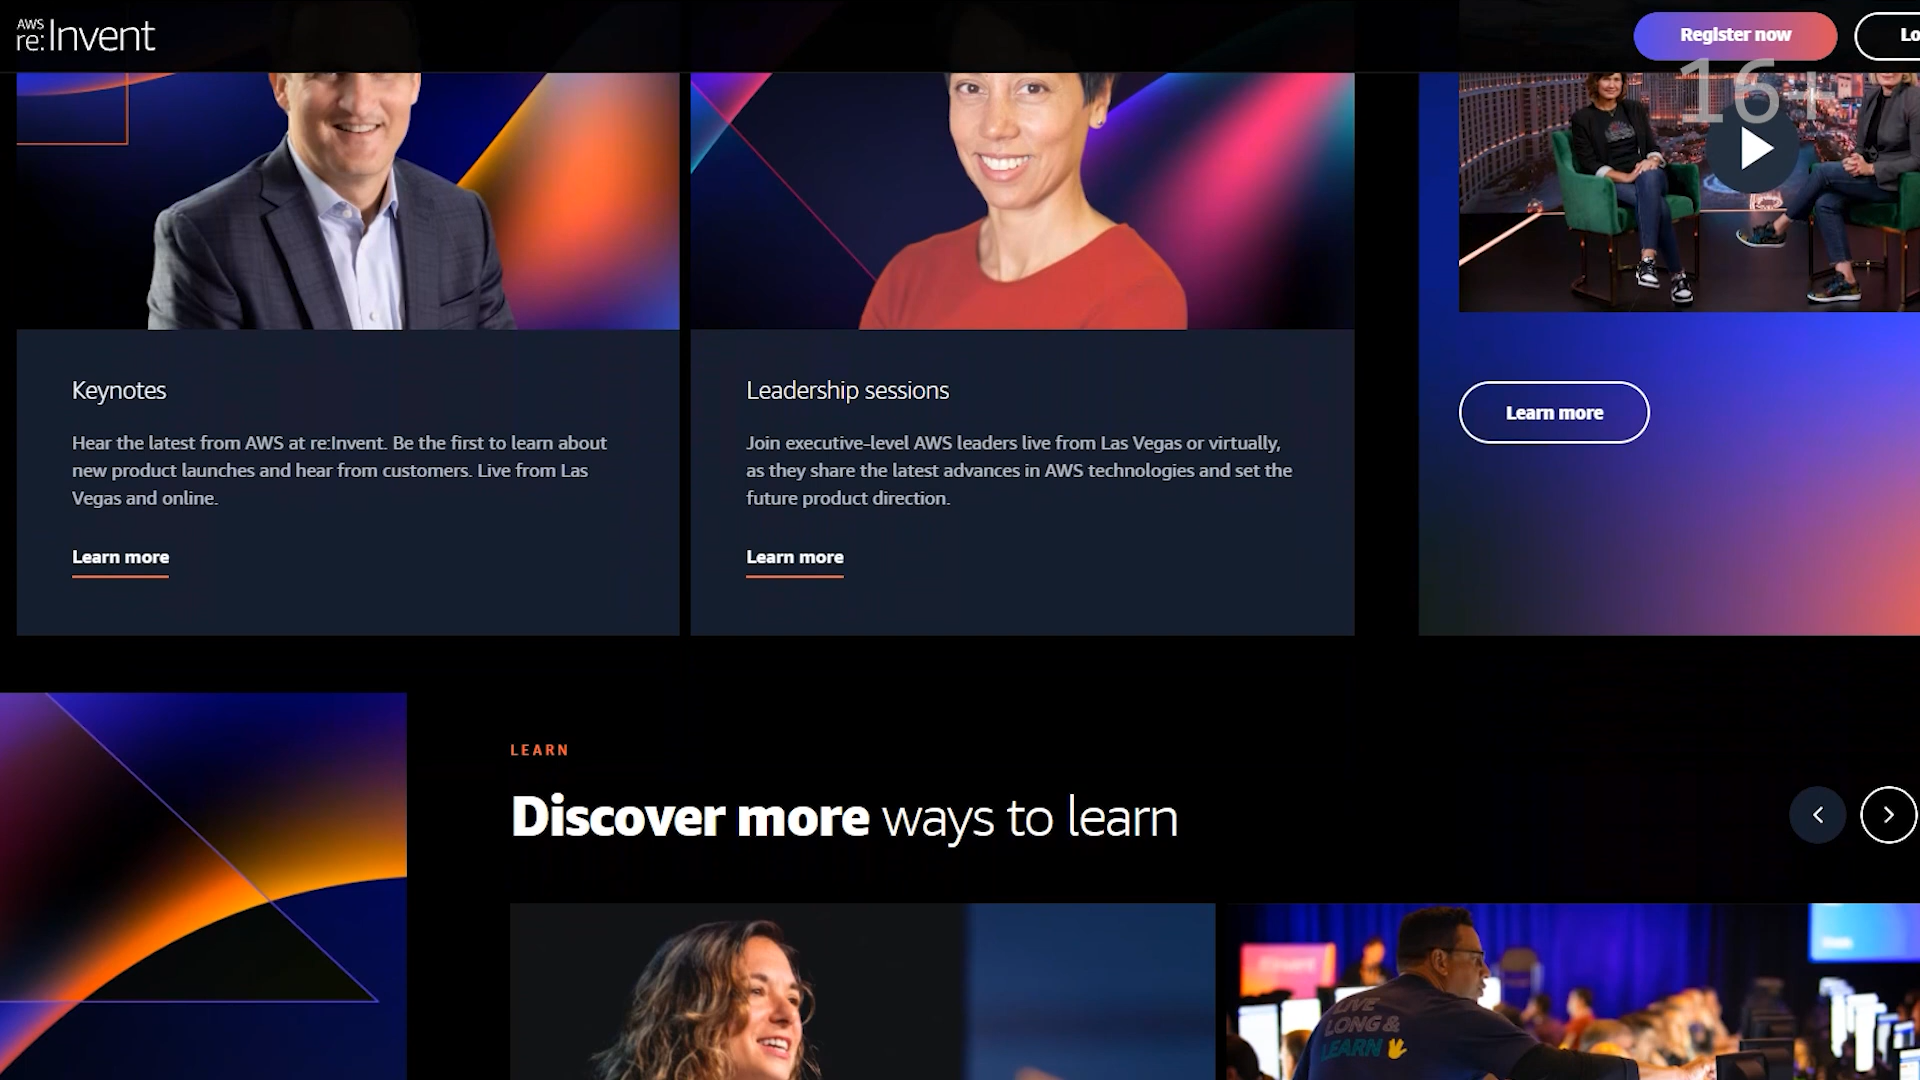 AWS
re:Invent
Register now
Lo
16+
Keynotes
Hear the latest from AWS at re:Invent. Be the first to learn about
new product launches and hear from customers. Live from Las
Vegas and online.
Learn more
Leadership sessions
Join executive-level AWS leaders live from Las Vegas or virtually,
as they share the latest advances in AWS technologies and set the
future product direction.
Learn more
Learn more
LEARN
Discover more ways to learn
LIVE
LONG &
LEARN